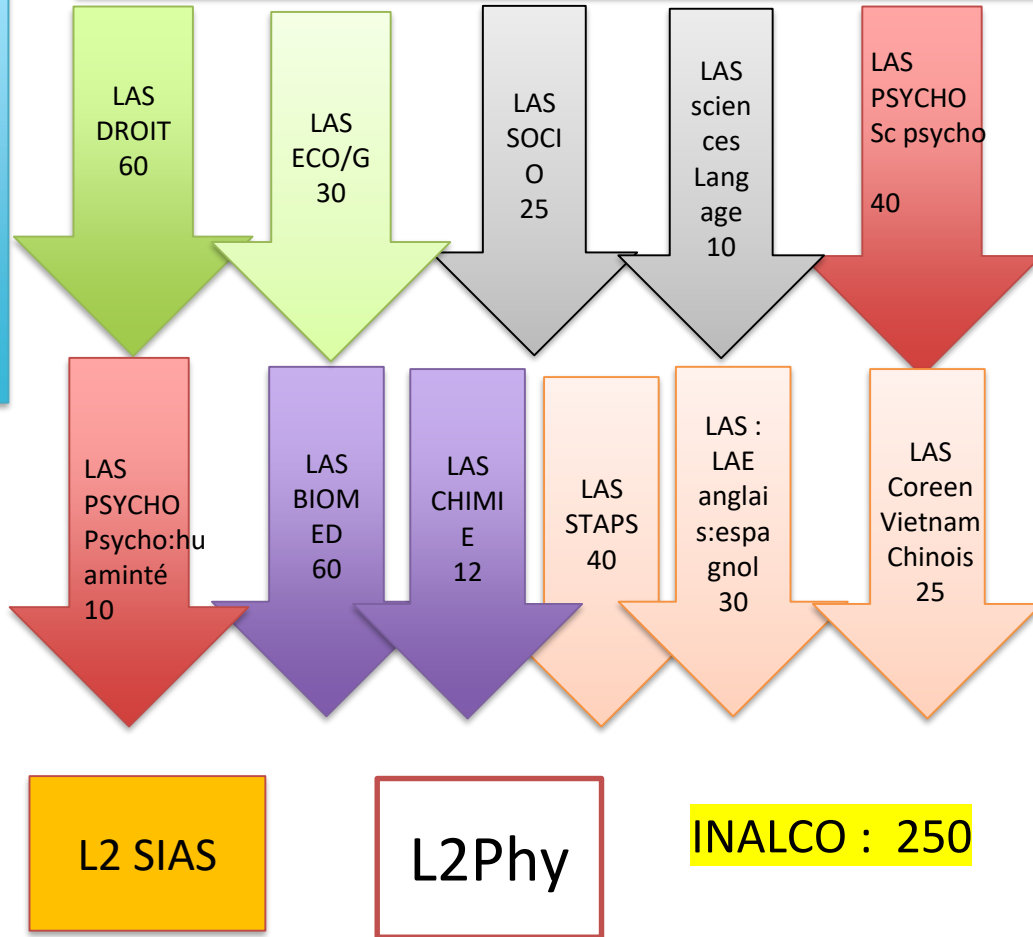 LAS
DROIT
60
LAS
ECO/G
30
LAS
SOCI
O
25
LAS
scien
ces
Lang
age
10
LAS
PSYCHO
Sc psycho
40
LAS
PSYCHO
Psycho:hu
aminté
10
LAS
BIOM
ED
60
LAS
CHIMI
E
12
LAS
STAPS
40
LAS :
LAE
anglai
s:espa
gnol
30
LAS
Coreen
Vietnam
Chinois
25
L2 SIAS
L2Phy
INALCO : 250